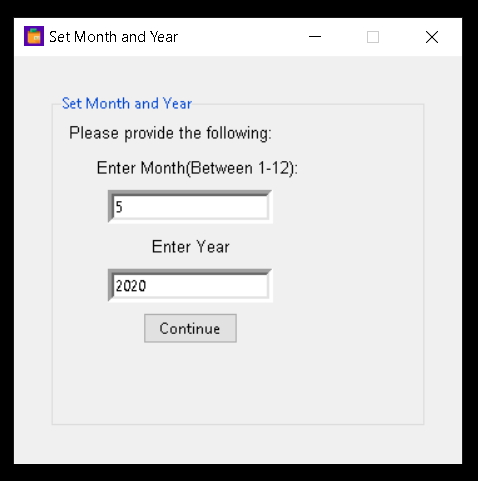 Set Month and Year
Set Month and Year
Please provide the following:
Enter Month(Between 1-12):
5
Enter Year
2020
Continue